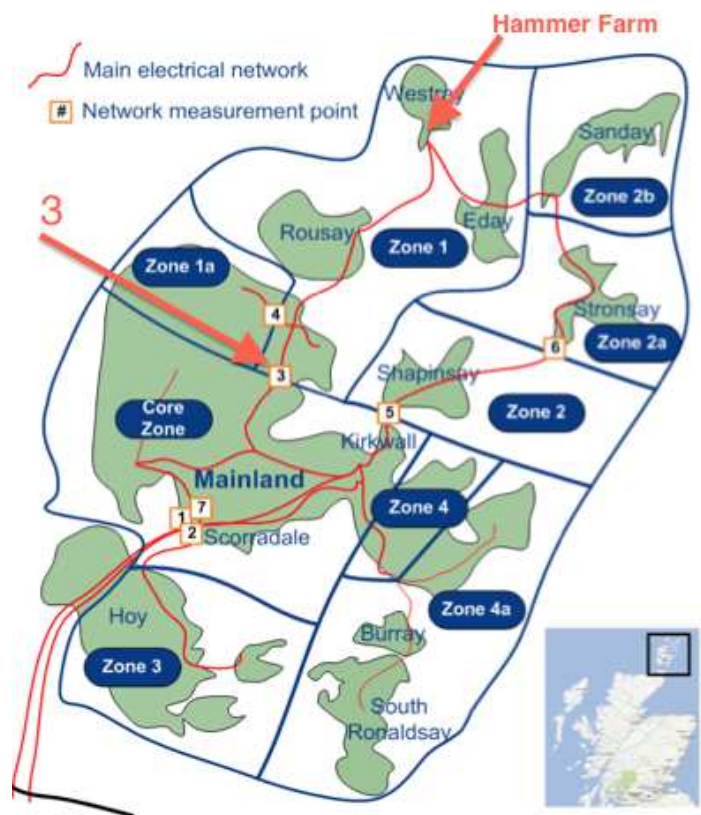 Hammer Farm
Main electrical network
# Network measurement point
Westray
Sanday
Zone 2b
3
Rousay
Eday
Zone 1
Zone 1a
4
Stronsay
6
Zone 2a
3
Shapinsay
Zone 2
5
Core
Zone
Kirkwall
Mainland
Zone 4
7
1
2
Scorradale
Hoy
Zone 4a
Burray
Zone 3
South
Ronaldsay